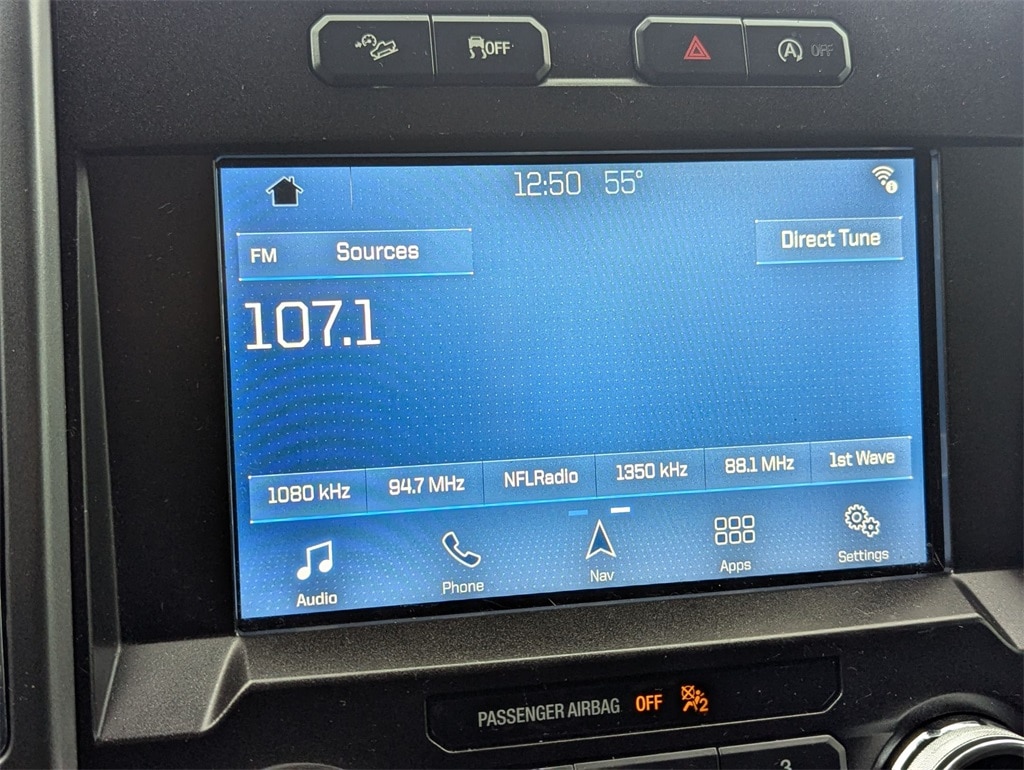 OFF
A OFF
12:50 55°
FM Sources
Direct Tune
107.1
1080 kHz 94.7 MHz NFLRadio 1350 kHz 88.1 MHz 1st Wave
Audio Phone Nav Apps Settings
PASSENGER AIRBAG OFF 2
3